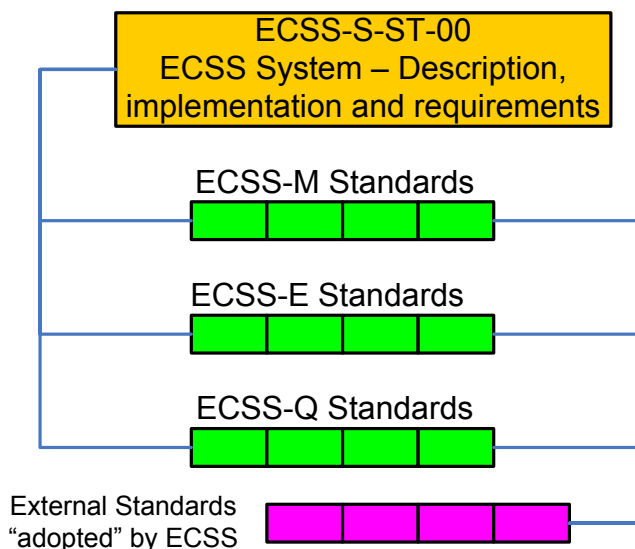 ECSS-S-ST-00
ECSS System – Description,
implementation and requirements
ECSS-M Standards
ECSS-E Standards
ECSS-Q Standards
External Standards
“adopted” by ECSS